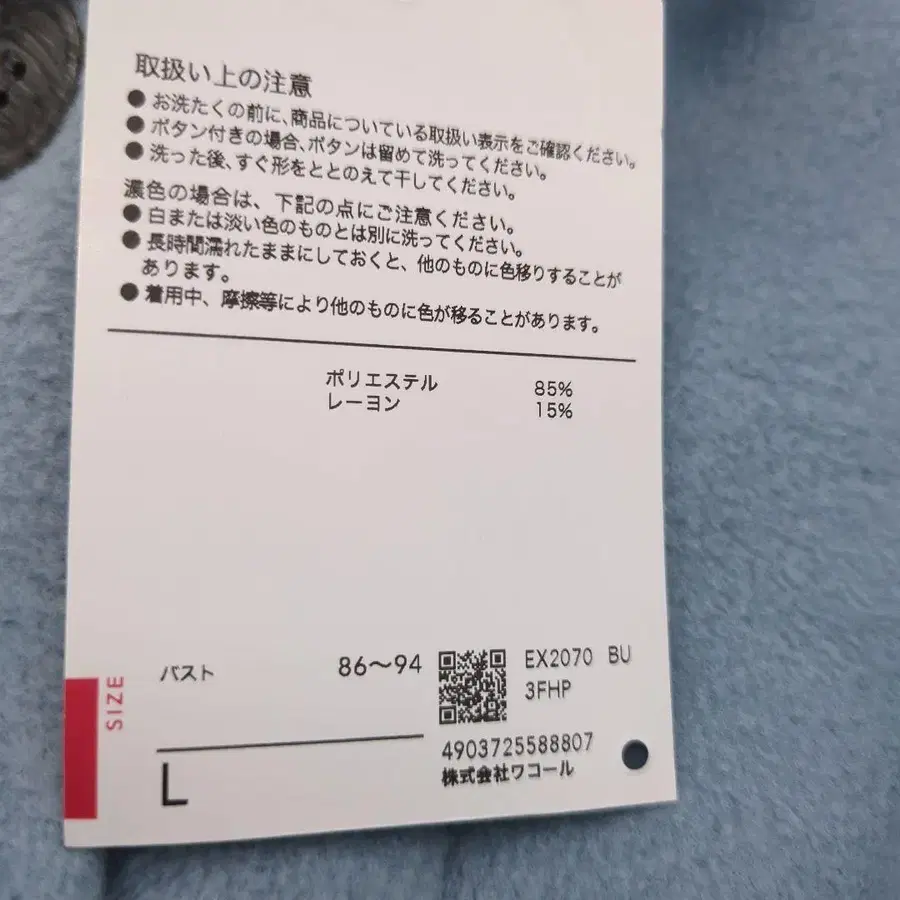 取扱い上の注意
● お洗たくの前に、商品についている取扱い表示をご確認ください。
● ボタン付きの場合、ボタンは留めて洗ってください。
● 洗った後、すぐ形をととのえて干してください。
濃色の場合は、下記の点にご注意ください。
● 白または淡い色のものとは別に洗ってください。
● 長時間濡れたままにしておくと、他のものに色移りすることが
あります。
● 着用中、摩擦等により他のものに色が移ることがあります。
ポリエステル 85%
レーヨン 15%
SIZE
バスト 86〜94
L
EX2070 BU
3FHP
4903725588807
株式会社ワコール